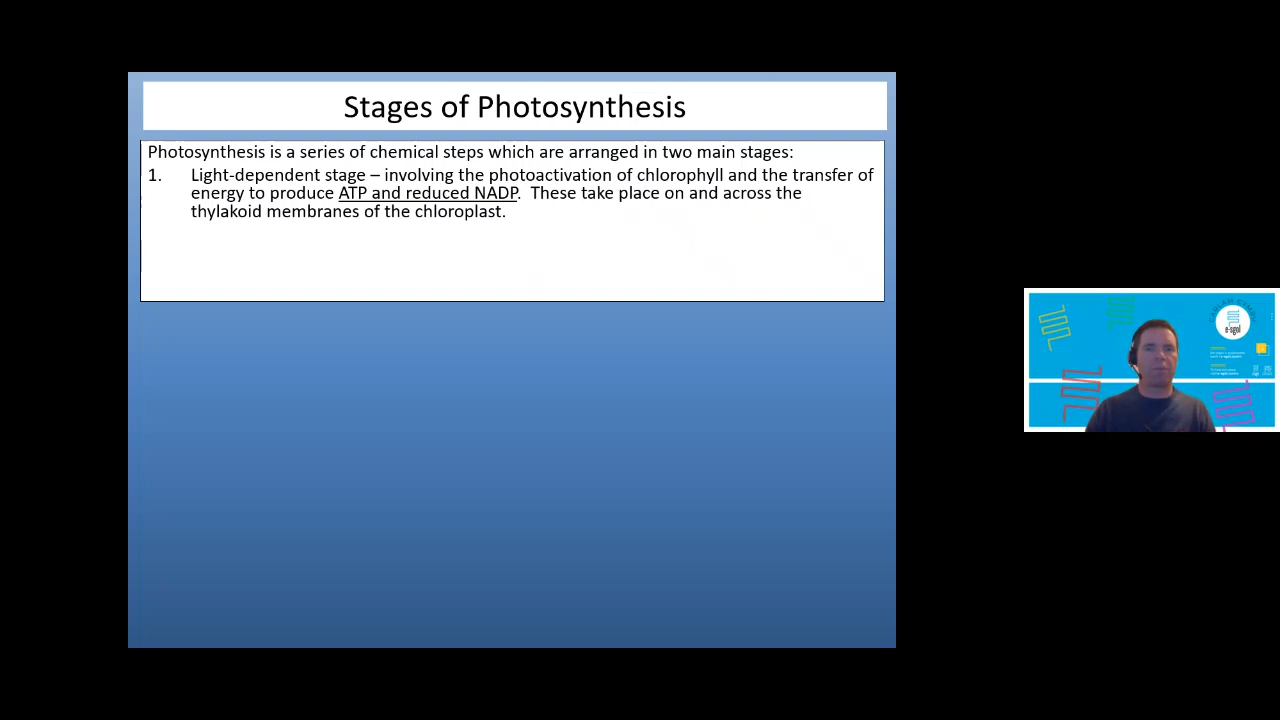 Stages of Photosynthesis
Photosynthesis is a series of chemical steps which are arranged in two main stages:
1. Light-dependent stage – involving the photoactivation of chlorophyll and the transfer of
energy to produce ATP and reduced NADP. These take place on and across the
thylakoid membranes of the chloroplast.
e-sgol